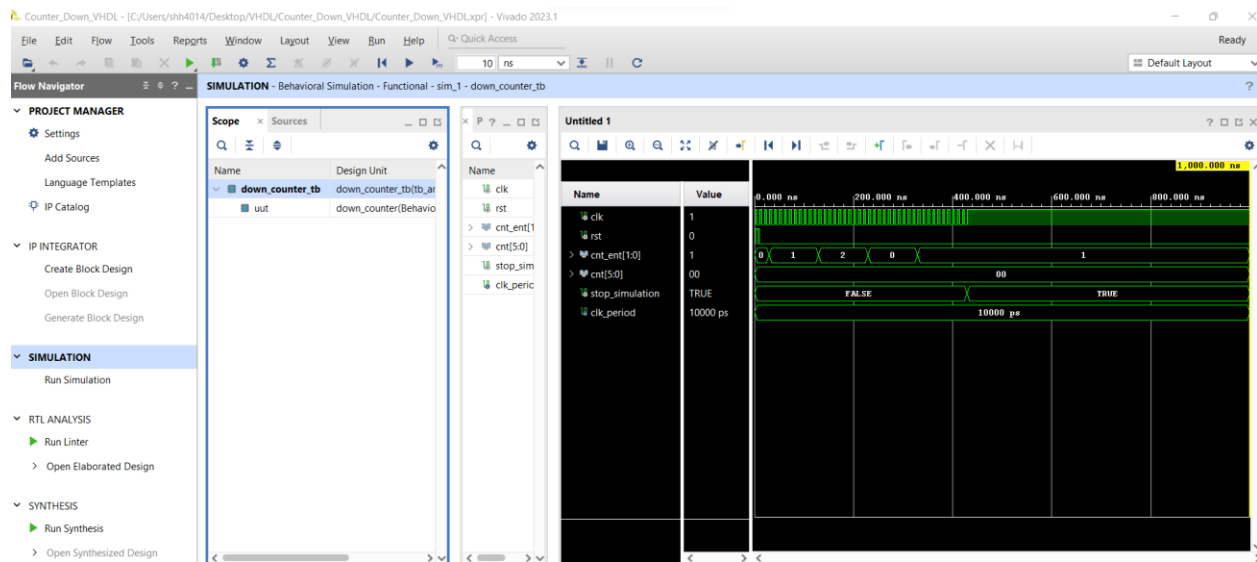 Counter_Down_VHDL - [C:/Users/shh4014/Desktop/VHDL/Counter_Down_VHDL/Counter_Down_VHDL.xpr] - Vivado 2023.1
File Edit Flow Tools Reports Window Layout View Run Help Q- Quick Access Ready
10 ns Default Layout
Flow Navigator
SIMULATION - Behavioral Simulation - Functional - sim_1 - down_counter_tb
PROJECT MANAGER
Settings
Add Sources
Language Templates
IP Catalog
IP INTEGRATOR
Create Block Design
Open Block Design
Generate Block Design
SIMULATION
Run Simulation
RTL ANALYSIS
Run Linter
Open Elaborated Design
SYNTHESIS
Run Synthesis
Open Synthesized Design
Scope Sources
Name Design Unit
down_counter_tb down_counter_tb(tb_ar
uut down_counter(Behavio
P
Name
clk
rst
cnt_ent[1
cnt[5:0]
stop_sim
clk_peric
Untitled 1
1,000.000 ns
Name Value 0.000 ns 200.000 ns 400.000 ns 600.000 ns 800.000 ns
clk 1
rst 0
cnt_ent[1:0] 1 0 1 2 0 1
cnt[5:0] 00 00
stop_simulation TRUE FALSE TRUE
clk_period 10000 ps 10000 ps